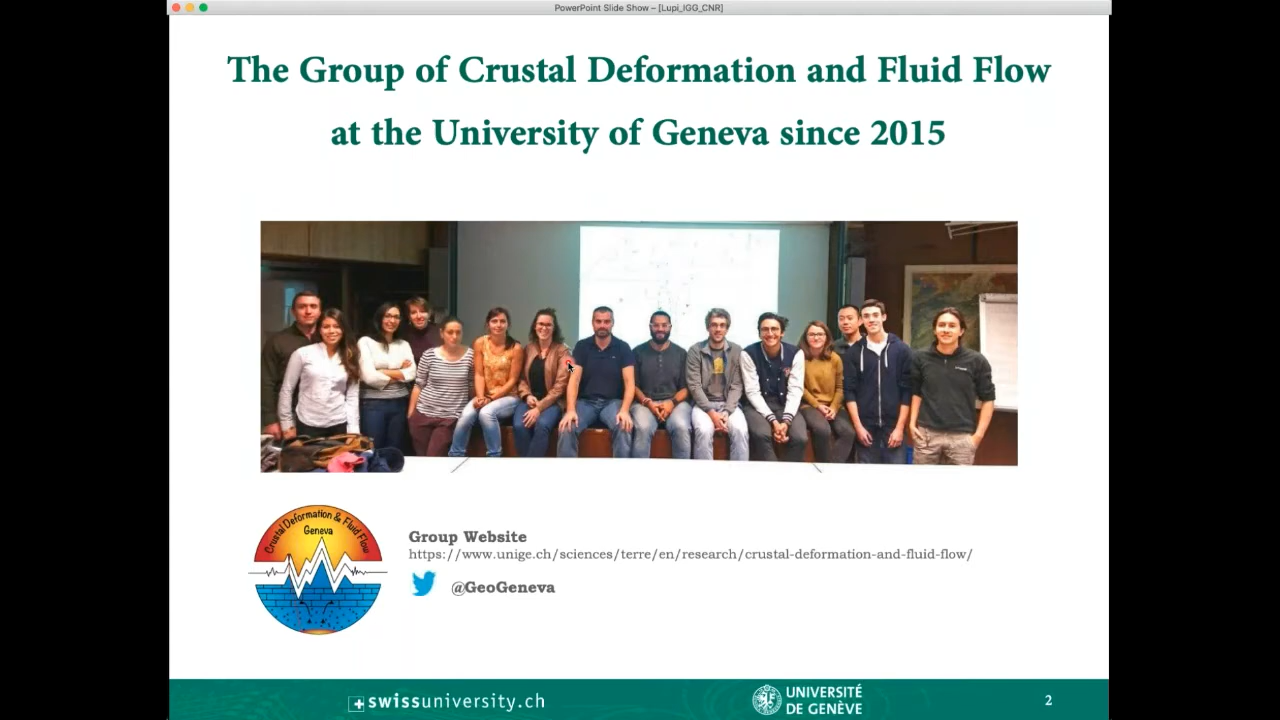 PowerPoint Slide Show – [Lupi_IGG_CNR]
The Group of Crustal Deformation and Fluid Flow
at the University of Geneva since 2015
Crustal Deformation & Fluid Flow
Geneva
Group Website
https://www.unige.ch/sciences/terre/en/research/crustal-deformation-and-fluid-flow/
@GeoGeneva
swissuniversity.ch
UNIVERSITÉ
DE GENÈVE
2